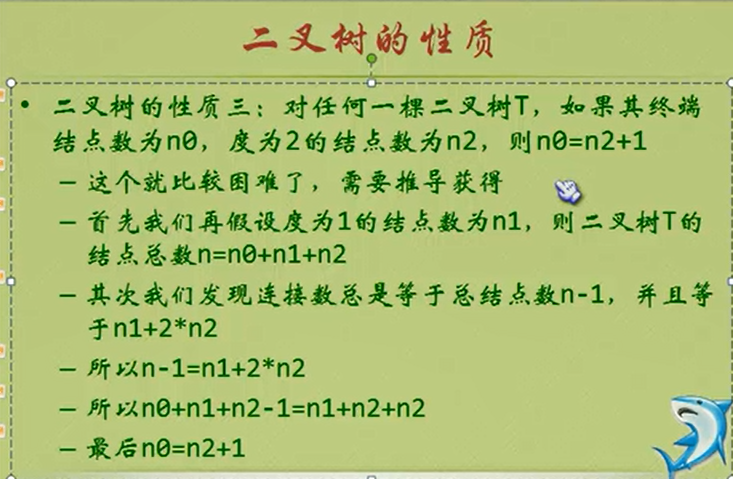 二叉树的性质
• 二叉树的性质三：对任何一棵二叉树T，如果其终端
结点数为n0，度为2的结点数为n2，则n0=n2+1
– 这个就比较困难了，需要推导获得
– 首先我们再假设度为1的结点数为n1，则二叉树T的
结点总数n=n0+n1+n2
– 其次我们发现连接数总是等于总结点数n-1，并且等
于n1+2*n2
– 所以n-1=n1+2*n2
– 所以n0+n1+n2-1=n1+n2+n2
– 最后n0=n2+1